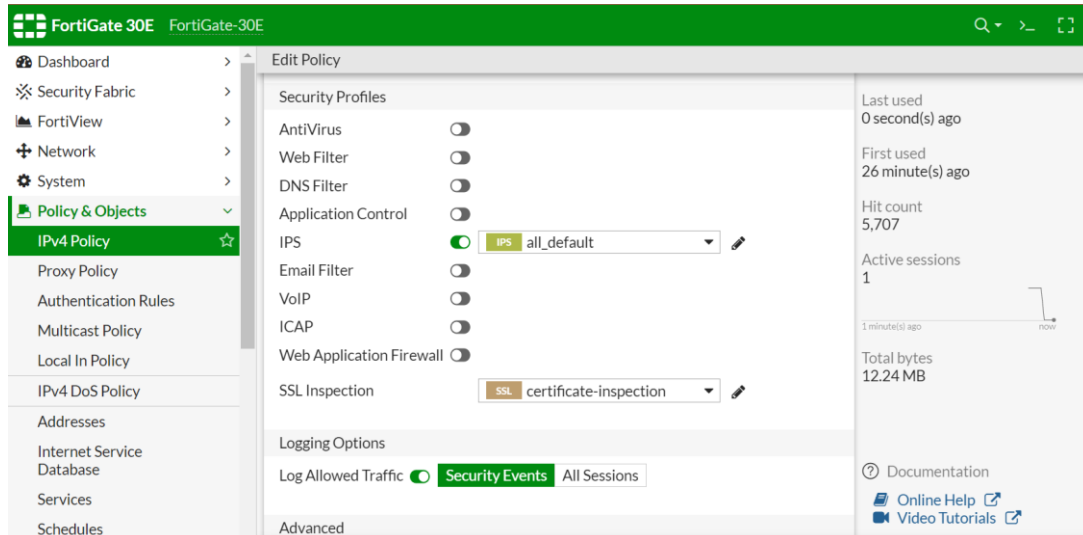 FortiGate 30E FortiGate-30E
>_
Dashboard
Security Fabric
FortiView
Network
System
Policy & Objects
IPv4 Policy
Proxy Policy
Authentication Rules
Multicast Policy
Local In Policy
IPv4 DoS Policy
Addresses
Internet Service
Database
Services
Schedules
Edit Policy
Security Profiles
AntiVirus
Web Filter
DNS Filter
Application Control
IPS IPS all_default
Email Filter
VoIP
ICAP
Web Application Firewall
SSL Inspection SSL certificate-inspection
Logging Options
Log Allowed Traffic Security Events All Sessions
Advanced
Last used
0 second(s) ago
First used
26 minute(s) ago
Hit count
5,707
Active sessions
1
1 minute(s) ago now
Total bytes
12.24 MB
? Documentation
Online Help
Video Tutorials